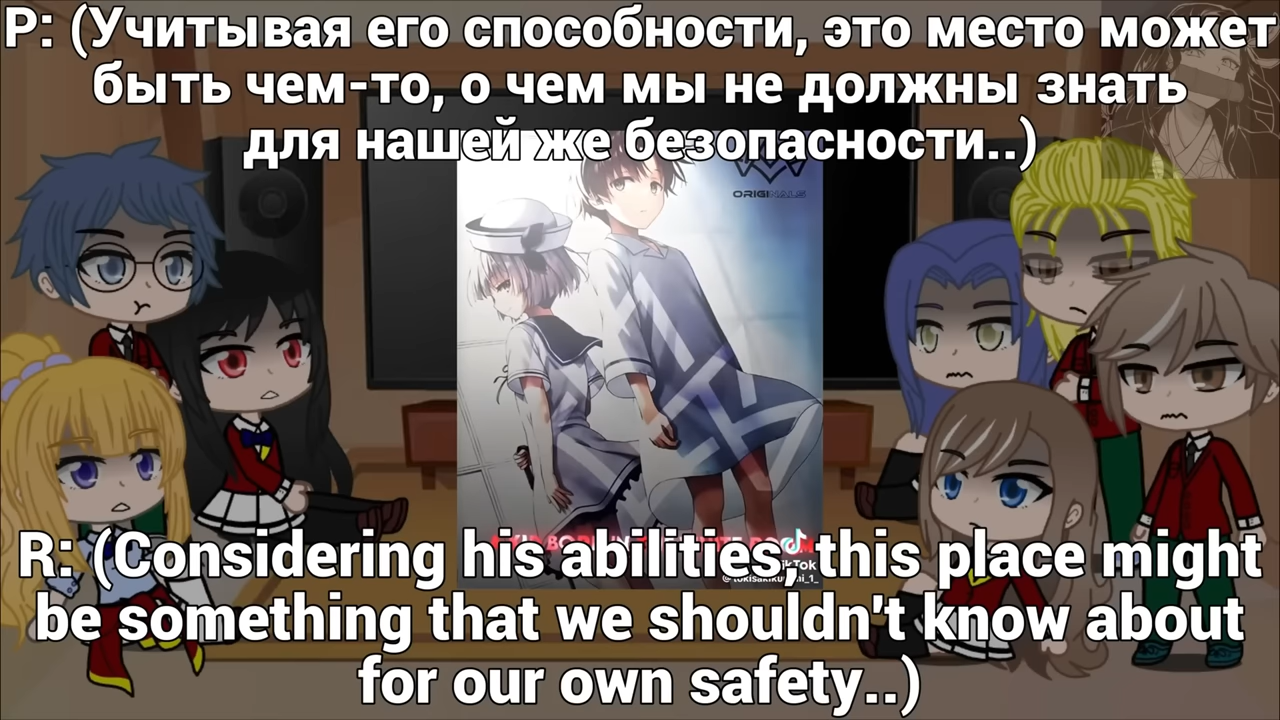 Р: (Учитывая его способности, это место может
быть чем-то, о чем мы не должны знать
для нашей же безопасности..)
ORIGINALS
R: (Considering his abilities, this place might
be something that we shouldn't know about
for our own safety..)